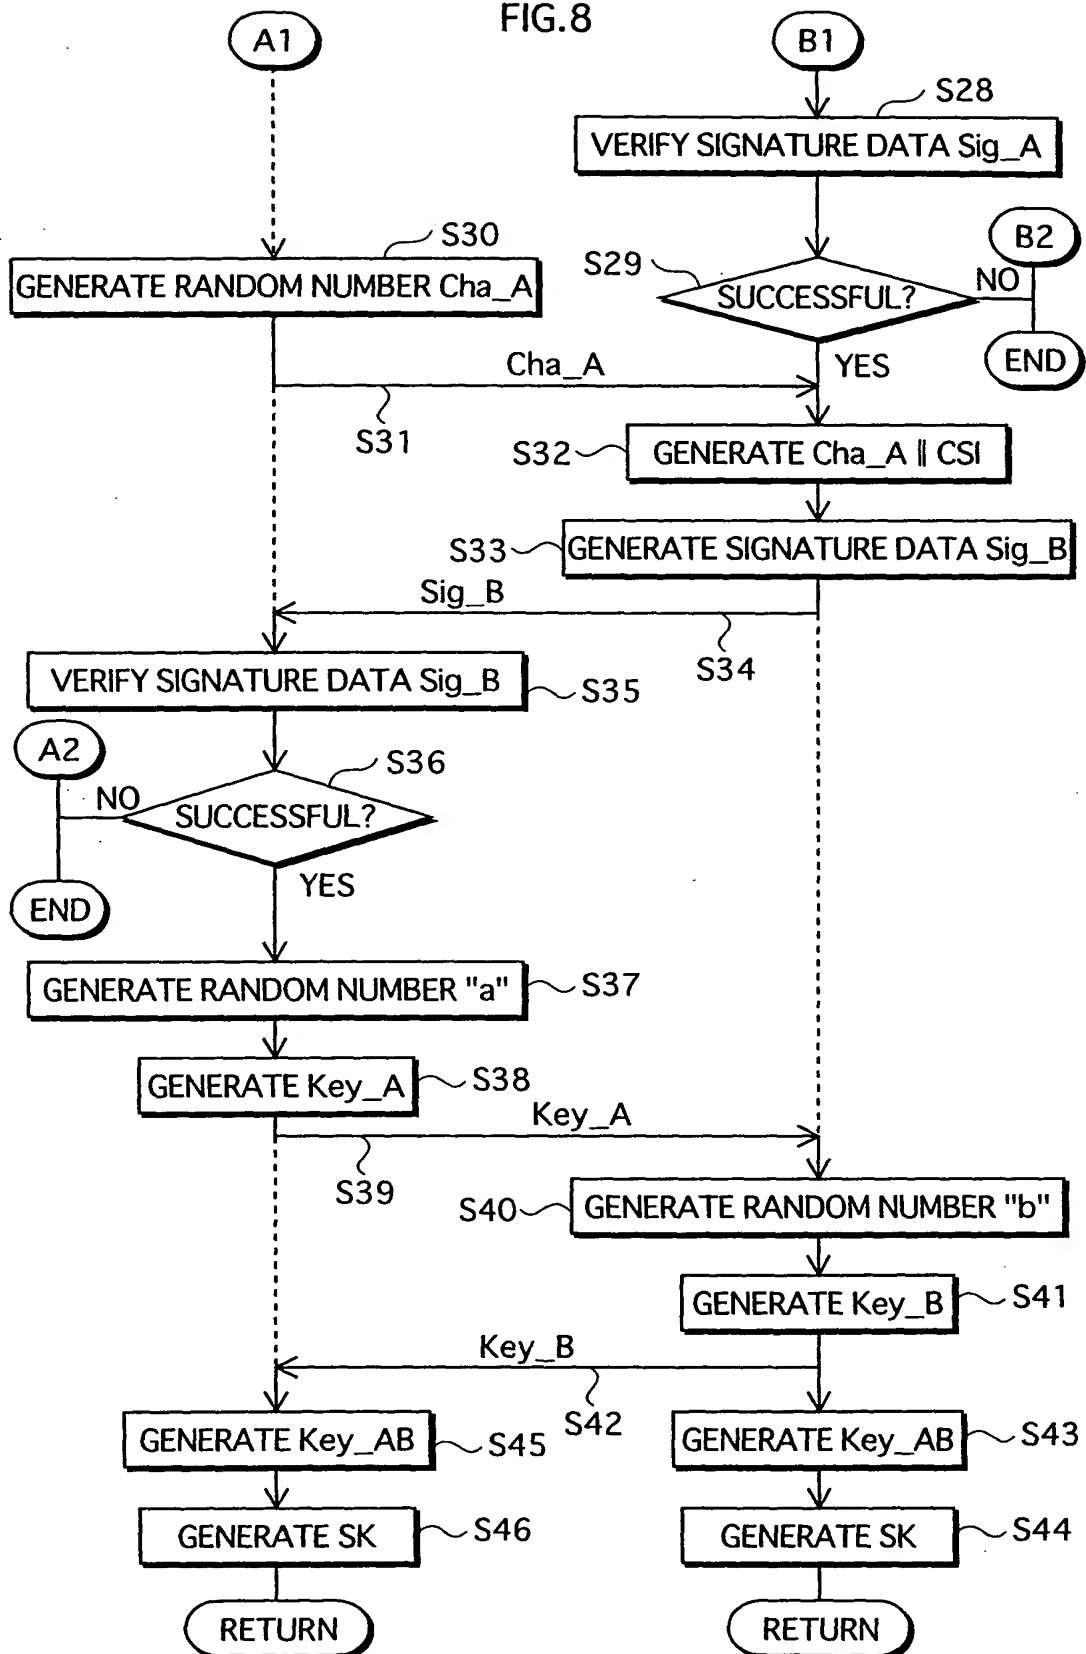 FIG.8
A1
B1
S28
VERIFY SIGNATURE DATA Sig_A
S30
B2
S29
NO
GENERATE RANDOM NUMBER Cha_A
SUCCESSFUL?
Cha_A
YES
END
S31
S32
GENERATE Cha_A || CSI
S33
GENERATE SIGNATURE DATA Sig_B
Sig_B
S34
VERIFY SIGNATURE DATA Sig_B
S35
A2
S36
NO
SUCCESSFUL?
YES
END
GENERATE RANDOM NUMBER "a"
S37
GENERATE Key_A
S38
Key_A
S39
S40
GENERATE RANDOM NUMBER "b"
GENERATE Key_B
S41
Key_B
S42
GENERATE Key_AB
S45
GENERATE Key_AB
S43
GENERATE SK
S46
GENERATE SK
S44
RETURN
RETURN